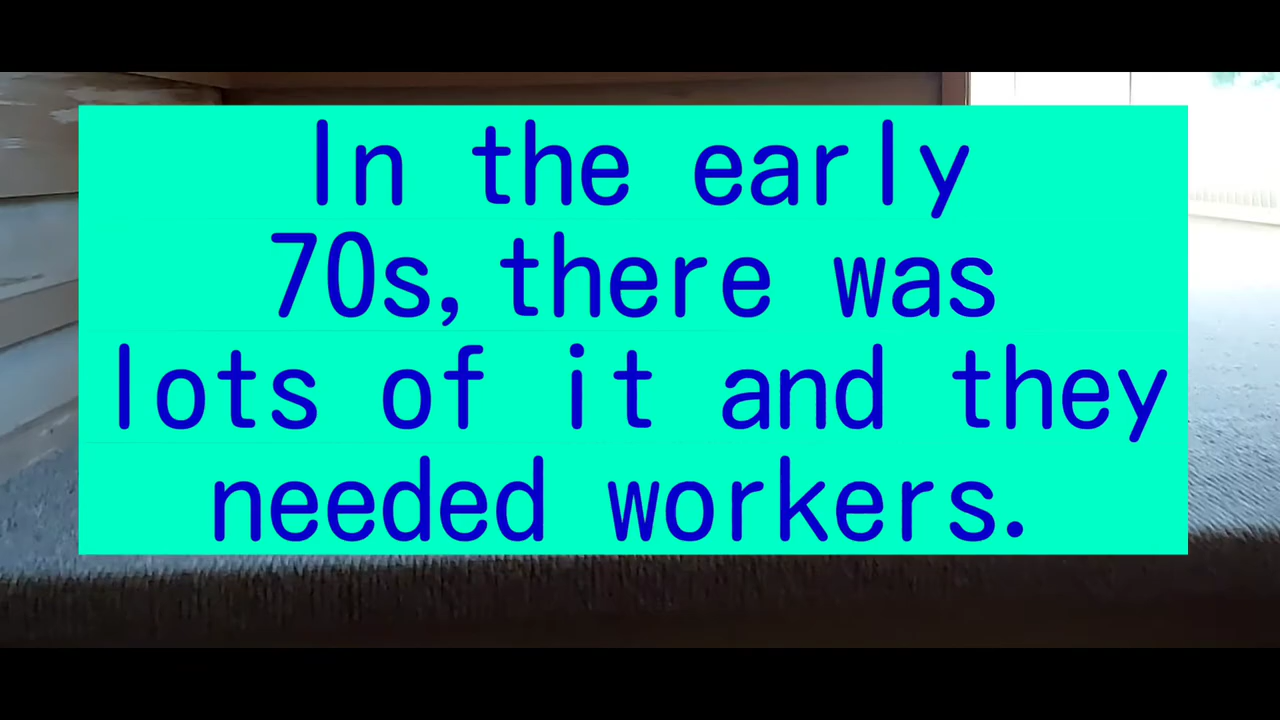 In the early
70s, there was
lots of it and they
needed workers.